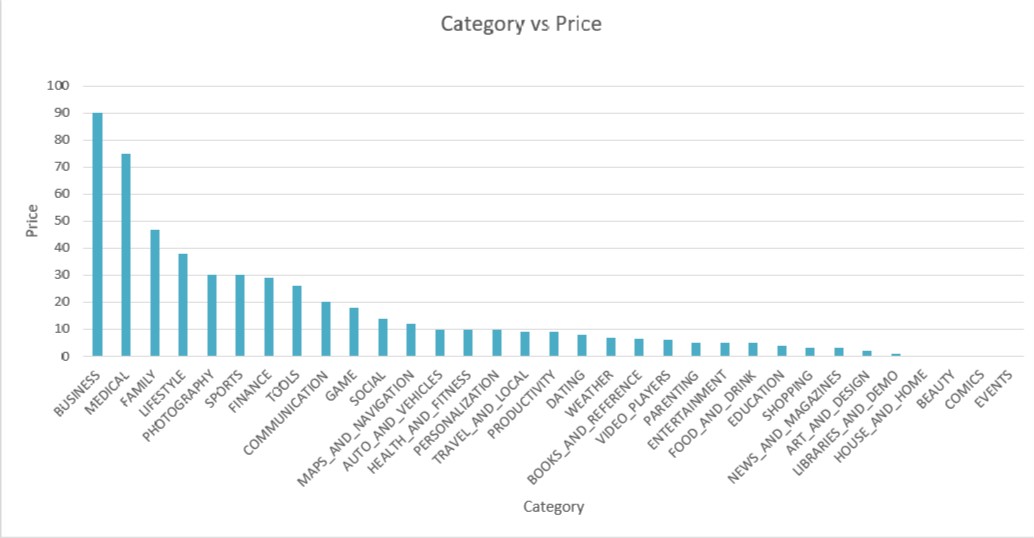 Category vs Price
100
90
80
70
60
50
40
30
20
10
0
Price
BUSINESS
MEDICAL
FAMILY
LIFESTYLE
PHOTOGRAPHY
SPORTS
FINANCE
TOOLS
COMMUNICATION
GAME
SOCIAL
MAPS_AND_NAVIGATION
AUTO_AND_VEHICLES
HEALTH_AND_FITNESS
PERSONALIZATION
TRAVEL_AND_LOCAL
PRODUCTIVITY
DATING
WEATHER
BOOKS_AND_REFERENCE
VIDEO_PLAYERS
PARENTING
ENTERTAINMENT
FOOD_AND_DRINK
EDUCATION
SHOPPING
NEWS_AND_MAGAZINES
ART_AND_DESIGN
LIBRARIES_AND_DEMO
HOUSE_AND_HOME
BEAUTY
COMICS
EVENTS
Category